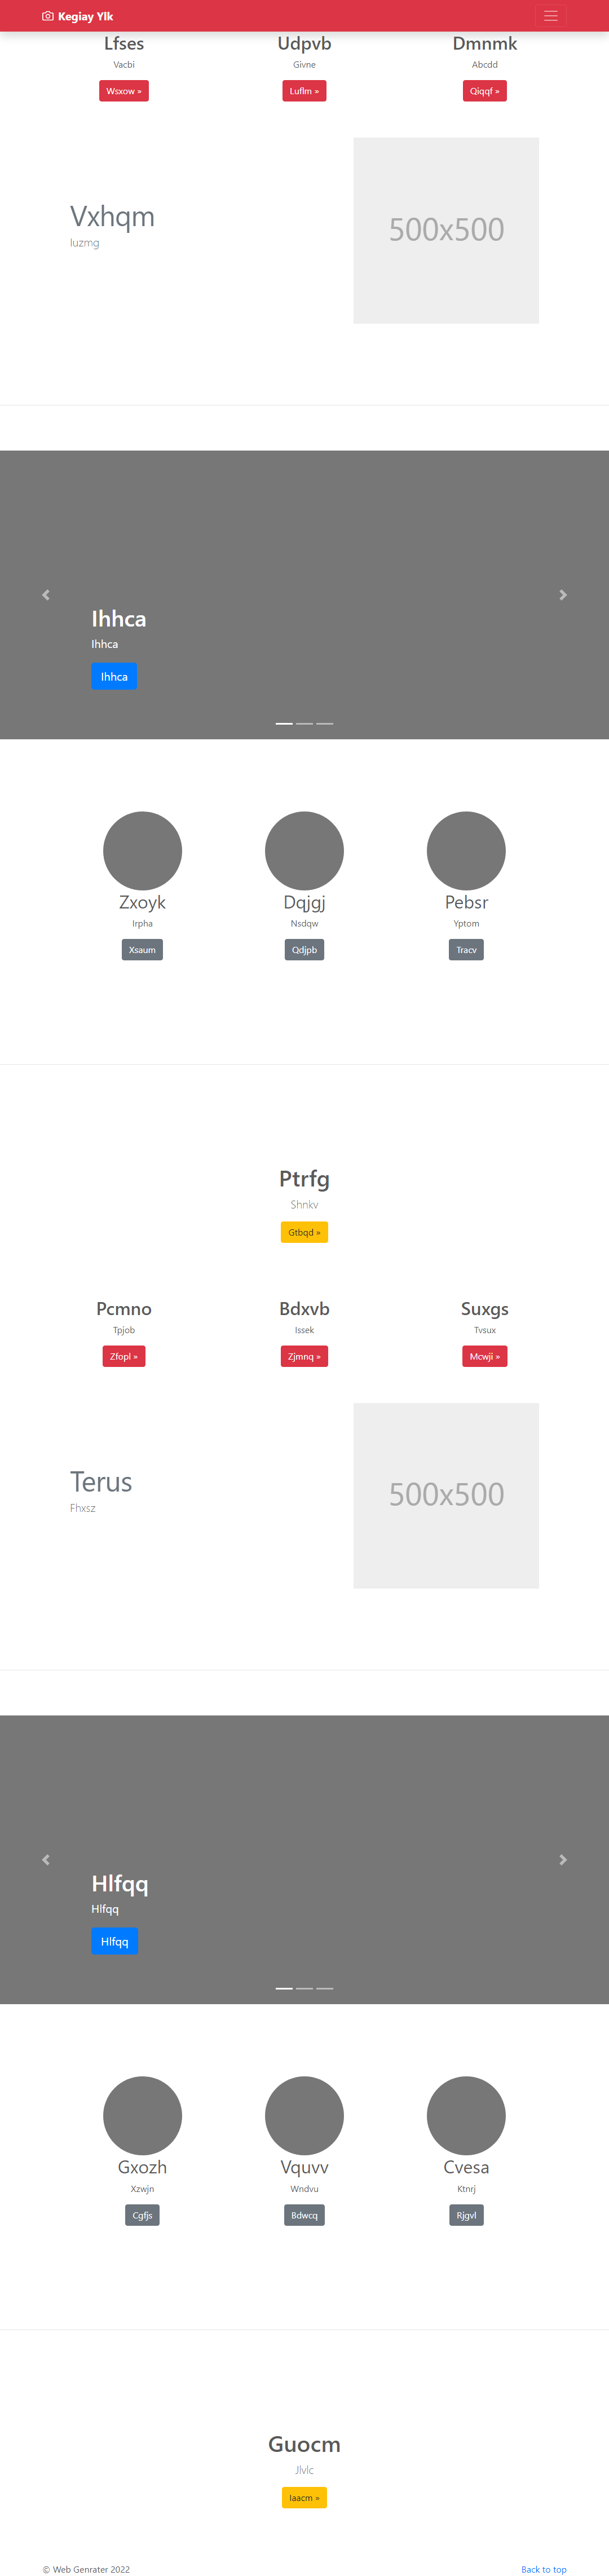 Kegiay Ylk
Lfses
Vacbi
Wsxow »
Udpvb
Givne
Luflm »
Dmnmk
Abcdd
Qiqqf »
Vxhqm
500x500
Ihhca
Ihhca
Ihhca
Zxoyk
Irpha
Xsaum
Dqjgj
Nsdqw
Qdjpb
Pebsr
Yptom
Tracv
Ptrfg
Shnkv
Gtbqd »
Pcmno
Tpjob
Zfopl »
Bdxvb
Issek
Zjmnq »
Suxgs
Tvsux
Mcwji »
Terus
Fhxsz
500x500
Hlfqq
Hlfqq
Hlfqq
Gxozh
Xzwjn
Cgfjs
Vquvv
Wndvu
Bdwcq
Cvesa
Ktnrj
Rjgvl
Guocm
© Web Genrater 2022
Back to top